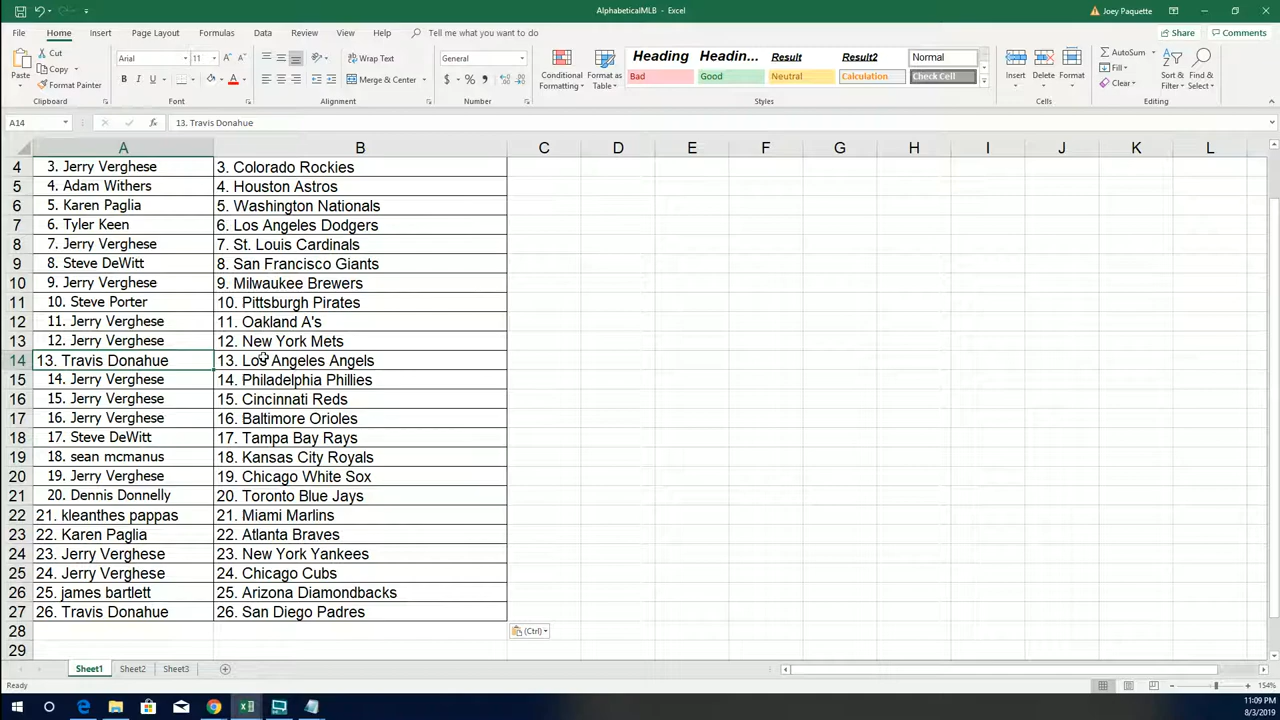 AlphabeticalMLB - Excel
Joey Paquette
File Home Insert Page Layout Formulas Data Review View Help Tell me what you want to do Share Comments
Paste Cut Copy Format Painter Clipboard
Arial 11 Font
Wrap Text Merge & Center Alignment
General Number
Conditional Formatting Format as Table
Heading Headin... Result Result2 Normal
Bad Good Neutral Calculation Check Cell
Styles
Insert Delete Format Cells
AutoSum Fill Clear Sort & Filter Find & Select Editing
A14 13. Travis Donahue
A B C D E F G H I J K L
4 3. Jerry Verghese 3. Colorado Rockies
5 4. Adam Withers 4. Houston Astros
6 5. Karen Paglia 5. Washington Nationals
7 6. Tyler Keen 6. Los Angeles Dodgers
8 7. Jerry Verghese 7. St. Louis Cardinals
9 8. Steve DeWitt 8. San Francisco Giants
10 9. Jerry Verghese 9. Milwaukee Brewers
11 10. Steve Porter 10. Pittsburgh Pirates
12 11. Jerry Verghese 11. Oakland A's
13 12. Jerry Verghese 12. New York Mets
14 13. Travis Donahue 13. Los Angeles Angels
15 14. Jerry Verghese 14. Philadelphia Phillies
16 15. Jerry Verghese 15. Cincinnati Reds
17 16. Jerry Verghese 16. Baltimore Orioles
18 17. Steve DeWitt 17. Tampa Bay Rays
19 18. sean mcmanus 18. Kansas City Royals
20 19. Jerry Verghese 19. Chicago White Sox
21 20. Dennis Donnelly 20. Toronto Blue Jays
22 21. kleanthes pappas 21. Miami Marlins
23 22. Karen Paglia 22. Atlanta Braves
24 23. Jerry Verghese 23. New York Yankees
25 24. Jerry Verghese 24. Chicago Cubs
26 25. james bartlett 25. Arizona Diamondbacks
27 26. Travis Donahue 26. San Diego Padres
28 (Ctrl)
29
Sheet1 Sheet2 Sheet3
Ready 154%
11:09 PM
8/3/2019